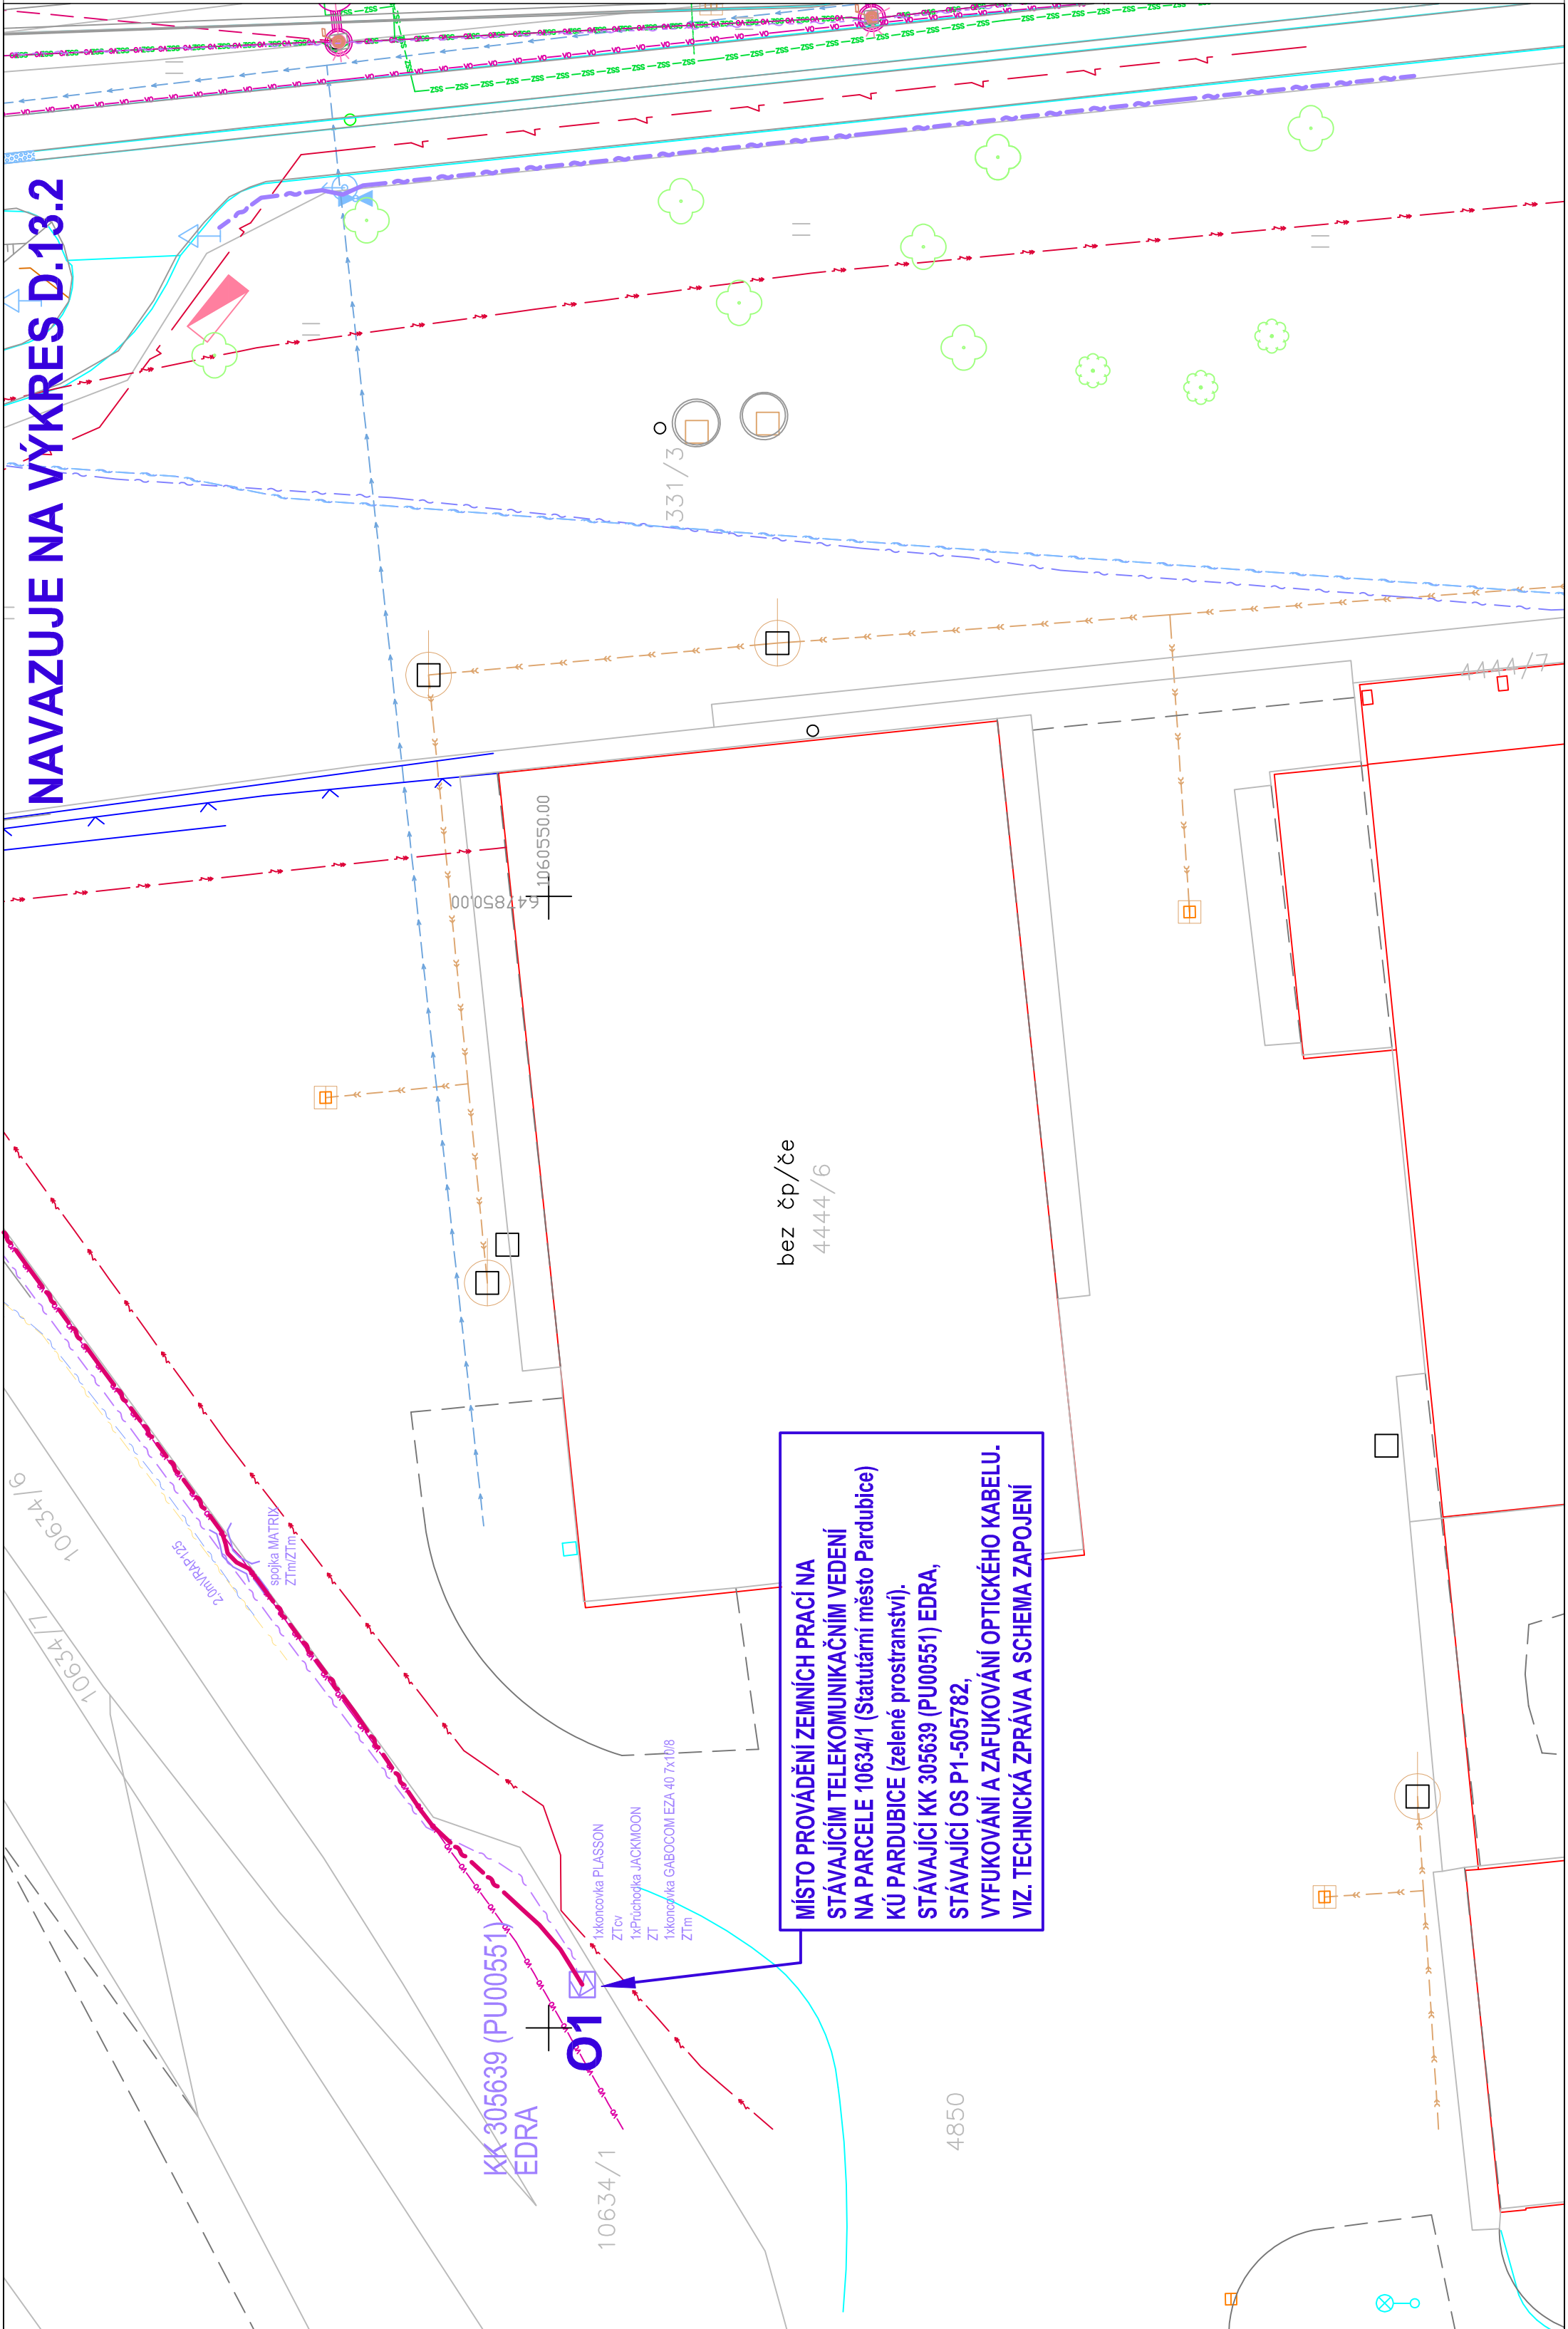 NAVAZUJE NA VÝKRES D.13.2
331/3
4444/7
1060550.00
647850.00
bez čp/če
4444/6
10634/6
10634/7
2,0m/RAP125
spojka MATRIX
ZTm/ZTm
1xkoncovka PLASSON
ZTcv
1xPrůchodka JACKMOON
ZT
1xkoncovka GABOCOM EZA 40 7x10/8
ZTm
MÍSTO PROVÁDĚNÍ ZEMNÍCH PRACÍ NA
STÁVAJÍCÍM TELEKOMUNIKAČNÍM VEDENÍ
NA PARCELE 10634/1 (Statutární město Pardubice)
KÚ PARDUBICE (zelené prostranství).
STÁVAJÍCÍ KK 305639 (PU00551) EDRA,
STÁVAJÍCÍ OS P1-505782,
VYFUKOVÁNÍ A ZAFUKOVÁNÍ OPTICKÉHO KABELU.
VIZ. TECHNICKÁ ZPRÁVA A SCHEMA ZAPOJENÍ
KK 305639 (PU00551)
EDRA
O1
10634/1
4850